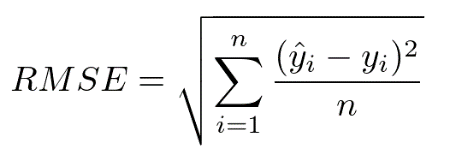 RMSE = \sqrt{\sum_{i=1}^{n} \frac{(\hat{y}_i - y_i)^2}{n}}